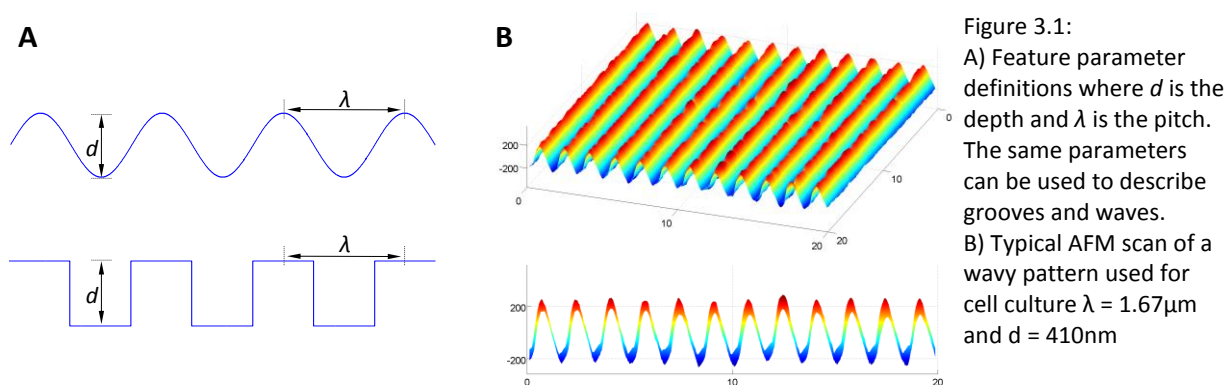 A
λ
d
λ
d
B
200
-200
0
10
20
20
10
0
200
-200
0
10
20
Figure 3.1:
A) Feature parameter
definitions where d is the
depth and λ is the pitch.
The same parameters
can be used to describe
grooves and waves.
B) Typical AFM scan of a
wavy pattern used for
cell culture λ = 1.67μm
and d = 410nm